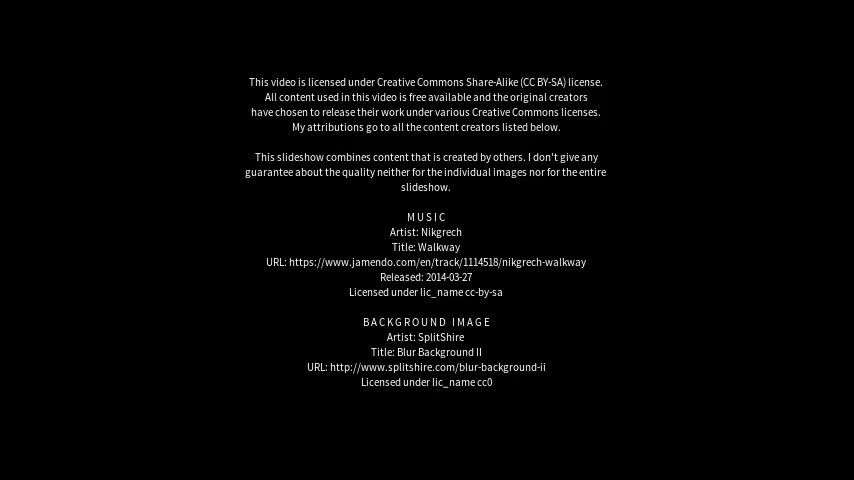 This video is licensed under Creative Commons Share-Alike (CC BY-SA) license.
All content used in this video is free available and the original creators
have chosen to release their work under various Creative Commons licenses.
My attributions go to all the content creators listed below.
This slideshow combines content that is created by others. I don't give any
guarantee about the quality neither for the individual images nor for the entire
slideshow.
MUSIC
Artist: Nikgrech
Title: Walkway
URL: https://www.jamendo.com/en/track/1114518/nikgrech-walkway
Released: 2014-03-27
Licensed under lic_name cc-by-sa
BACKGROUND IMAGE
Artist: SplitShire
Title: Blur Background II
URL: http://www.splitshire.com/blur-background-ii
Licensed under lic_name cc0